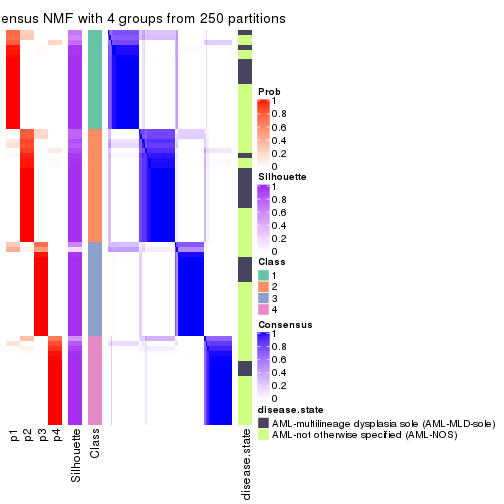 ensus NMF with 4 groups from 250 partitions
Prob
1
0.8
0.6
0.4
0.2
0
Silhouette
1
0.8
0.6
0.4
0.2
0
Class
1
2
3
4
Consensus
1
0.8
0.6
0.4
0.2
0
disease.state
AML-multilineage dysplasia sole (AML-MLD-sole)
AML-not otherwise specified (AML-NOS)
p1
p2
p3
p4
Silhouette
Class
disease.state